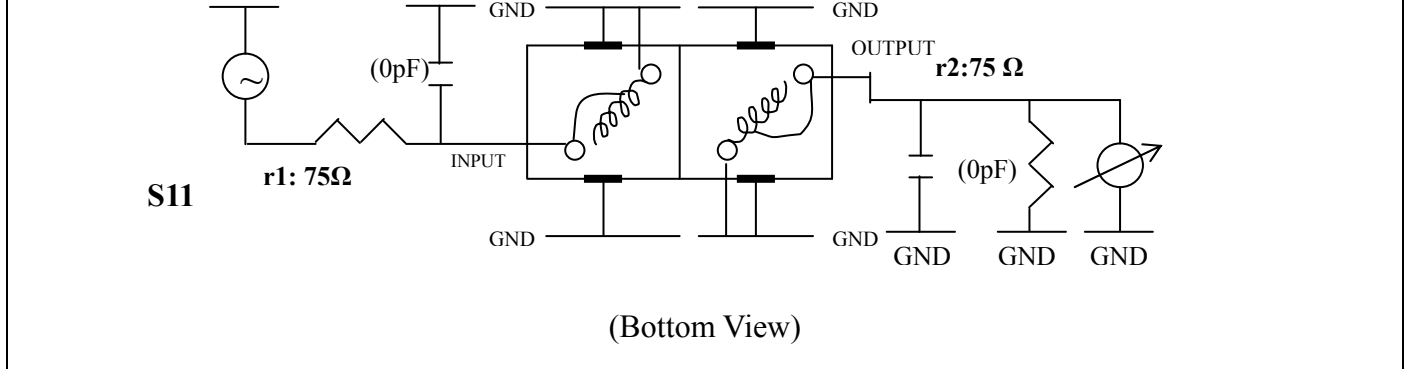 GND GND
OUTPUT
(0pF) r2:75 Ω
INPUT
r1: 75Ω (0pF)
S11
GND GND
GND GND GND
(Bottom View)